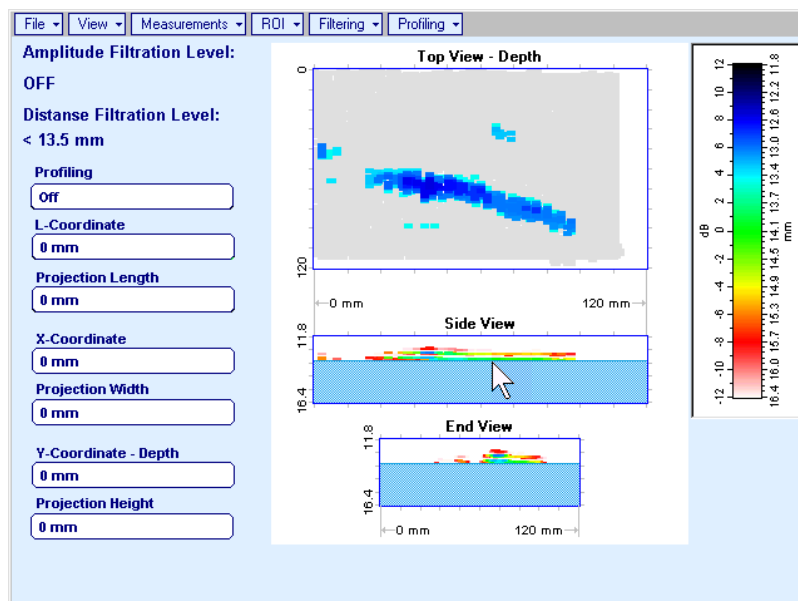 File View Measurements ROI Filtering Profiling
Amplitude Filtration Level:
OFF
Distanse Filtration Level:
< 13.5 mm
Profiling
Off
L-Coordinate
0 mm
Projection Length
0 mm
X-Coordinate
0 mm
Projection Width
0 mm
Y-Coordinate - Depth
0 mm
Projection Height
0 mm
Top View - Depth
0
120
0 mm 120 mm
Side View
11.8
16.4
End View
11.8
16.4
0 mm 120 mm
12 10 8 6 4 2 0 -2 -4 -6 -8 -10 -12
dB
11.8 12.2 12.6 13.0 13.4 13.7 14.1 14.5 14.9 15.3 15.7 16.0 16.4
mm